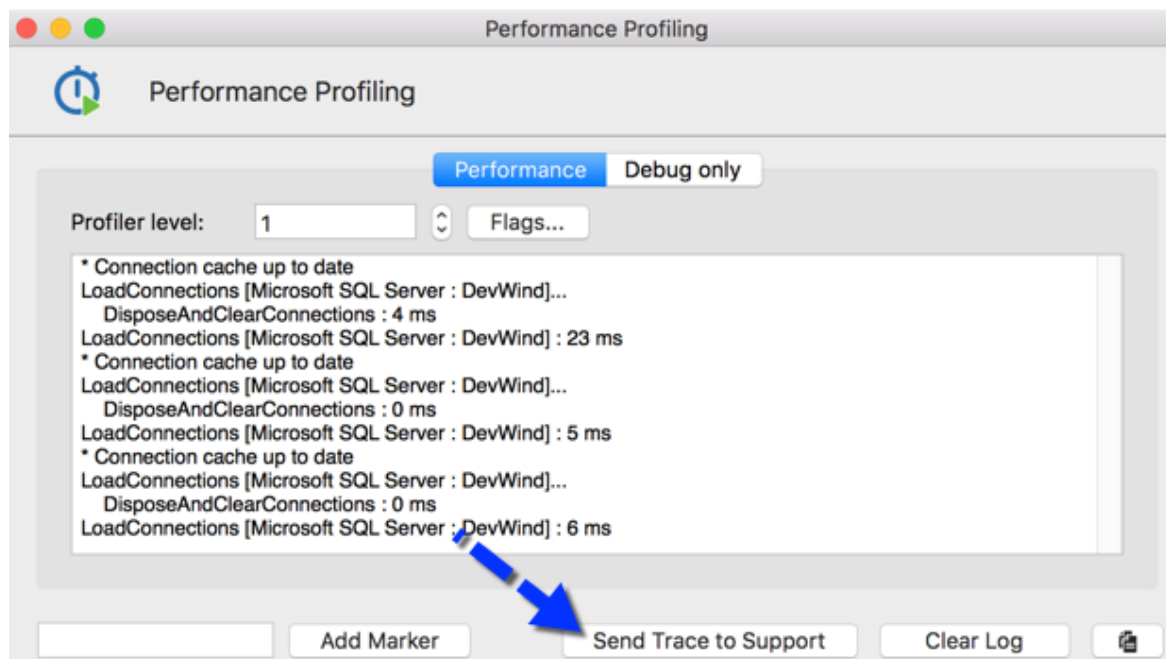 Performance Profiling
Performance Profiling
Performance Debug only
Profiler level: 1 Flags...
* Connection cache up to date
LoadConnections [Microsoft SQL Server : DevWind]...
DisposeAndClearConnections : 4 ms
LoadConnections [Microsoft SQL Server : DevWind] : 23 ms
* Connection cache up to date
LoadConnections [Microsoft SQL Server : DevWind]...
DisposeAndClearConnections : 0 ms
LoadConnections [Microsoft SQL Server : DevWind] : 5 ms
* Connection cache up to date
LoadConnections [Microsoft SQL Server : DevWind]...
DisposeAndClearConnections : 0 ms
LoadConnections [Microsoft SQL Server : DevWind] : 6 ms
Add Marker Send Trace to Support Clear Log